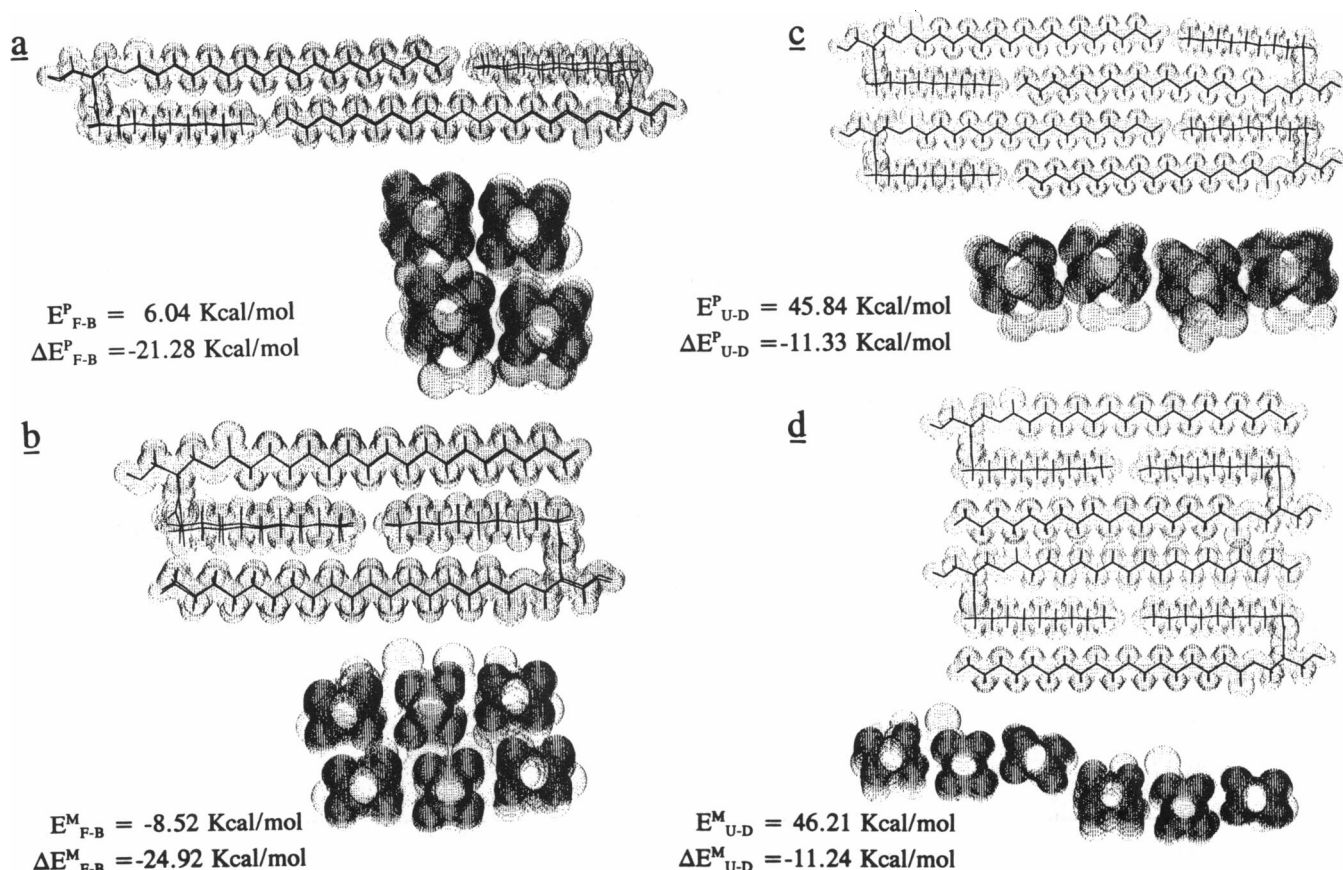 a
E^P_F-B = 6.04 Kcal/mol
ΔE^P_F-B =-21.28 Kcal/mol
b
E^M_F-B = -8.52 Kcal/mol
ΔE^M_F-B =-24.92 Kcal/mol
c
E^P_U-D = 45.84 Kcal/mol
ΔE^P_U-D =-11.33 Kcal/mol
d
E^M_U-D = 46.21 Kcal/mol
ΔE^M_U-D =-11.24 Kcal/mol